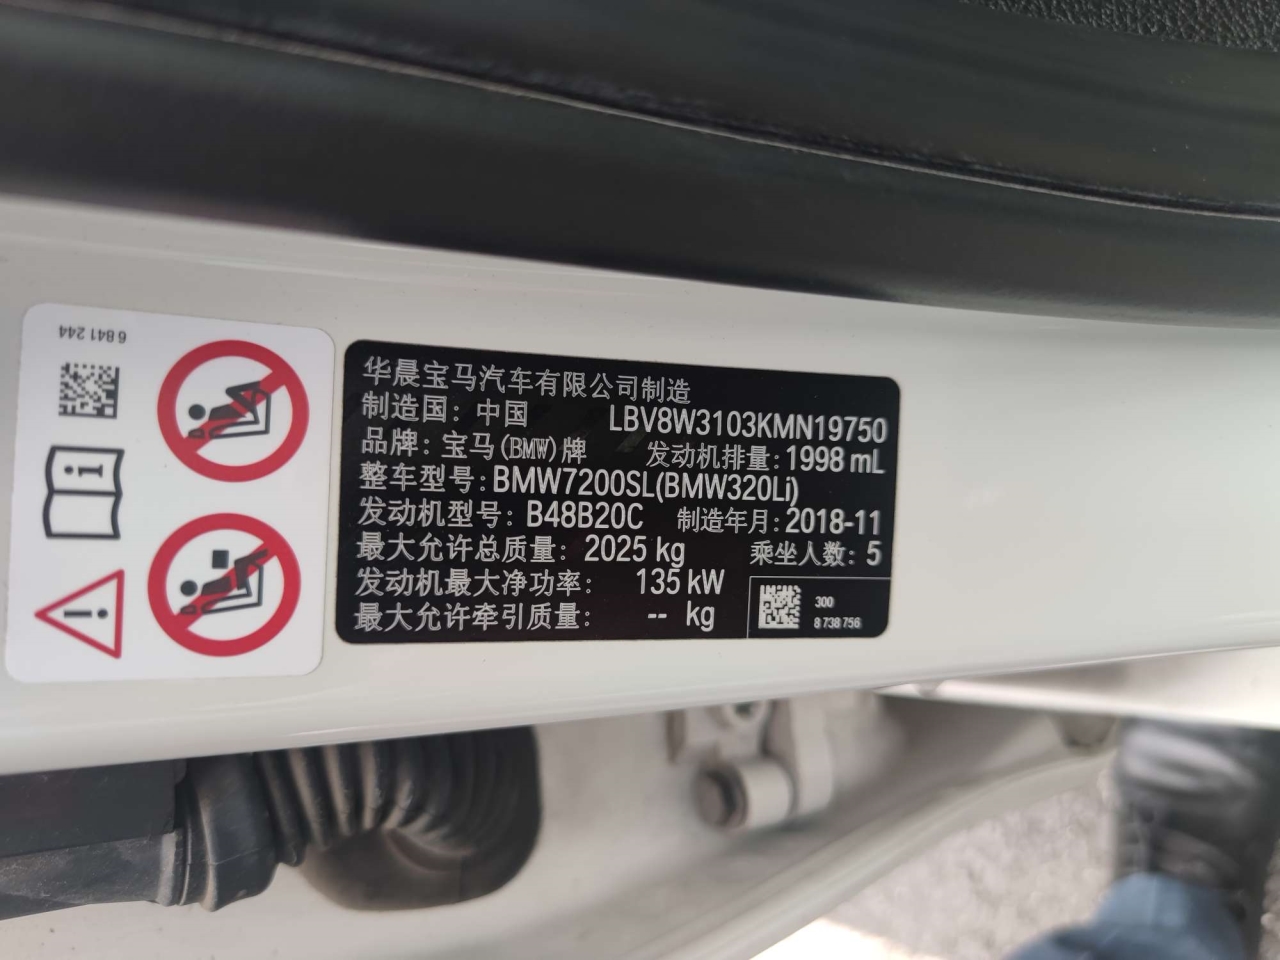 6 841 244
华晨宝马汽车有限公司制造
制造国：中国 LBV8W3103KMN19750
品牌：宝马(BMW)牌 发动机排量：1998 mL
整车型号：BMW7200SL(BMW320Li)
发动机型号：B48B20C 制造年月：2018-11
最大允许总质量：2025 kg 乘坐人数：5
发动机最大净功率：135 kW
最大允许牵引质量：-- kg
300
8 738 756